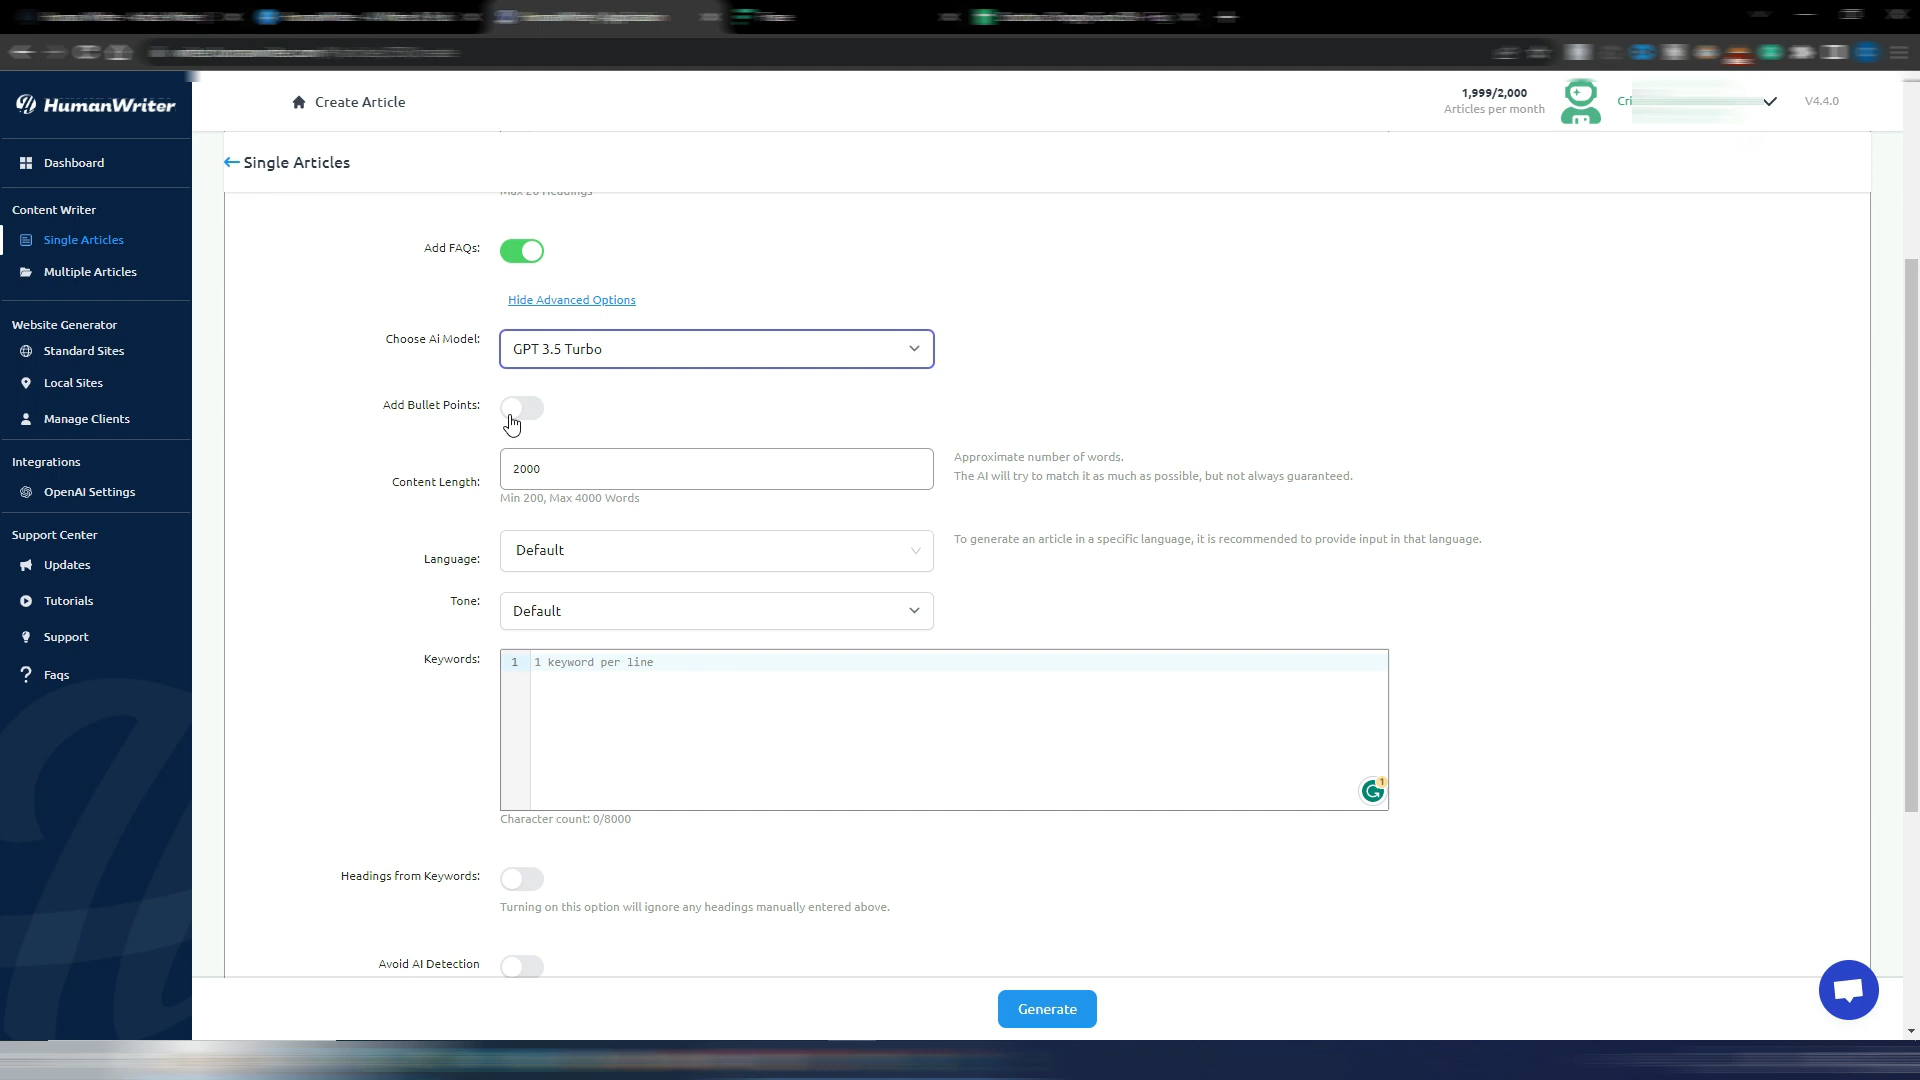 HumanWriter
Create Article
1,999/2,000
Articles per month
Cri
V4.4.0
Dashboard
Single Articles
Content Writer
Single Articles
Multiple Articles
Website Generator
Standard Sites
Local Sites
Manage Clients
Integrations
OpenAI Settings
Support Center
Updates
Tutorials
Support
? Faqs
Max 20 Headings
Add FAQs:
Hide Advanced Options
Choose Ai Model:
GPT 3.5 Turbo
Add Bullet Points:
Content Length:
2000
Min 200, Max 4000 Words
Approximate number of words.
The AI will try to match it as much as possible, but not always guaranteed.
Language:
Default
To generate an article in a specific language, it is recommended to provide input in that language.
Tone:
Default
Keywords:
1
1 keyword per line
1
Character count: 0/8000
Headings from Keywords:
Turning on this option will ignore any headings manually entered above.
Avoid AI Detection
Generate